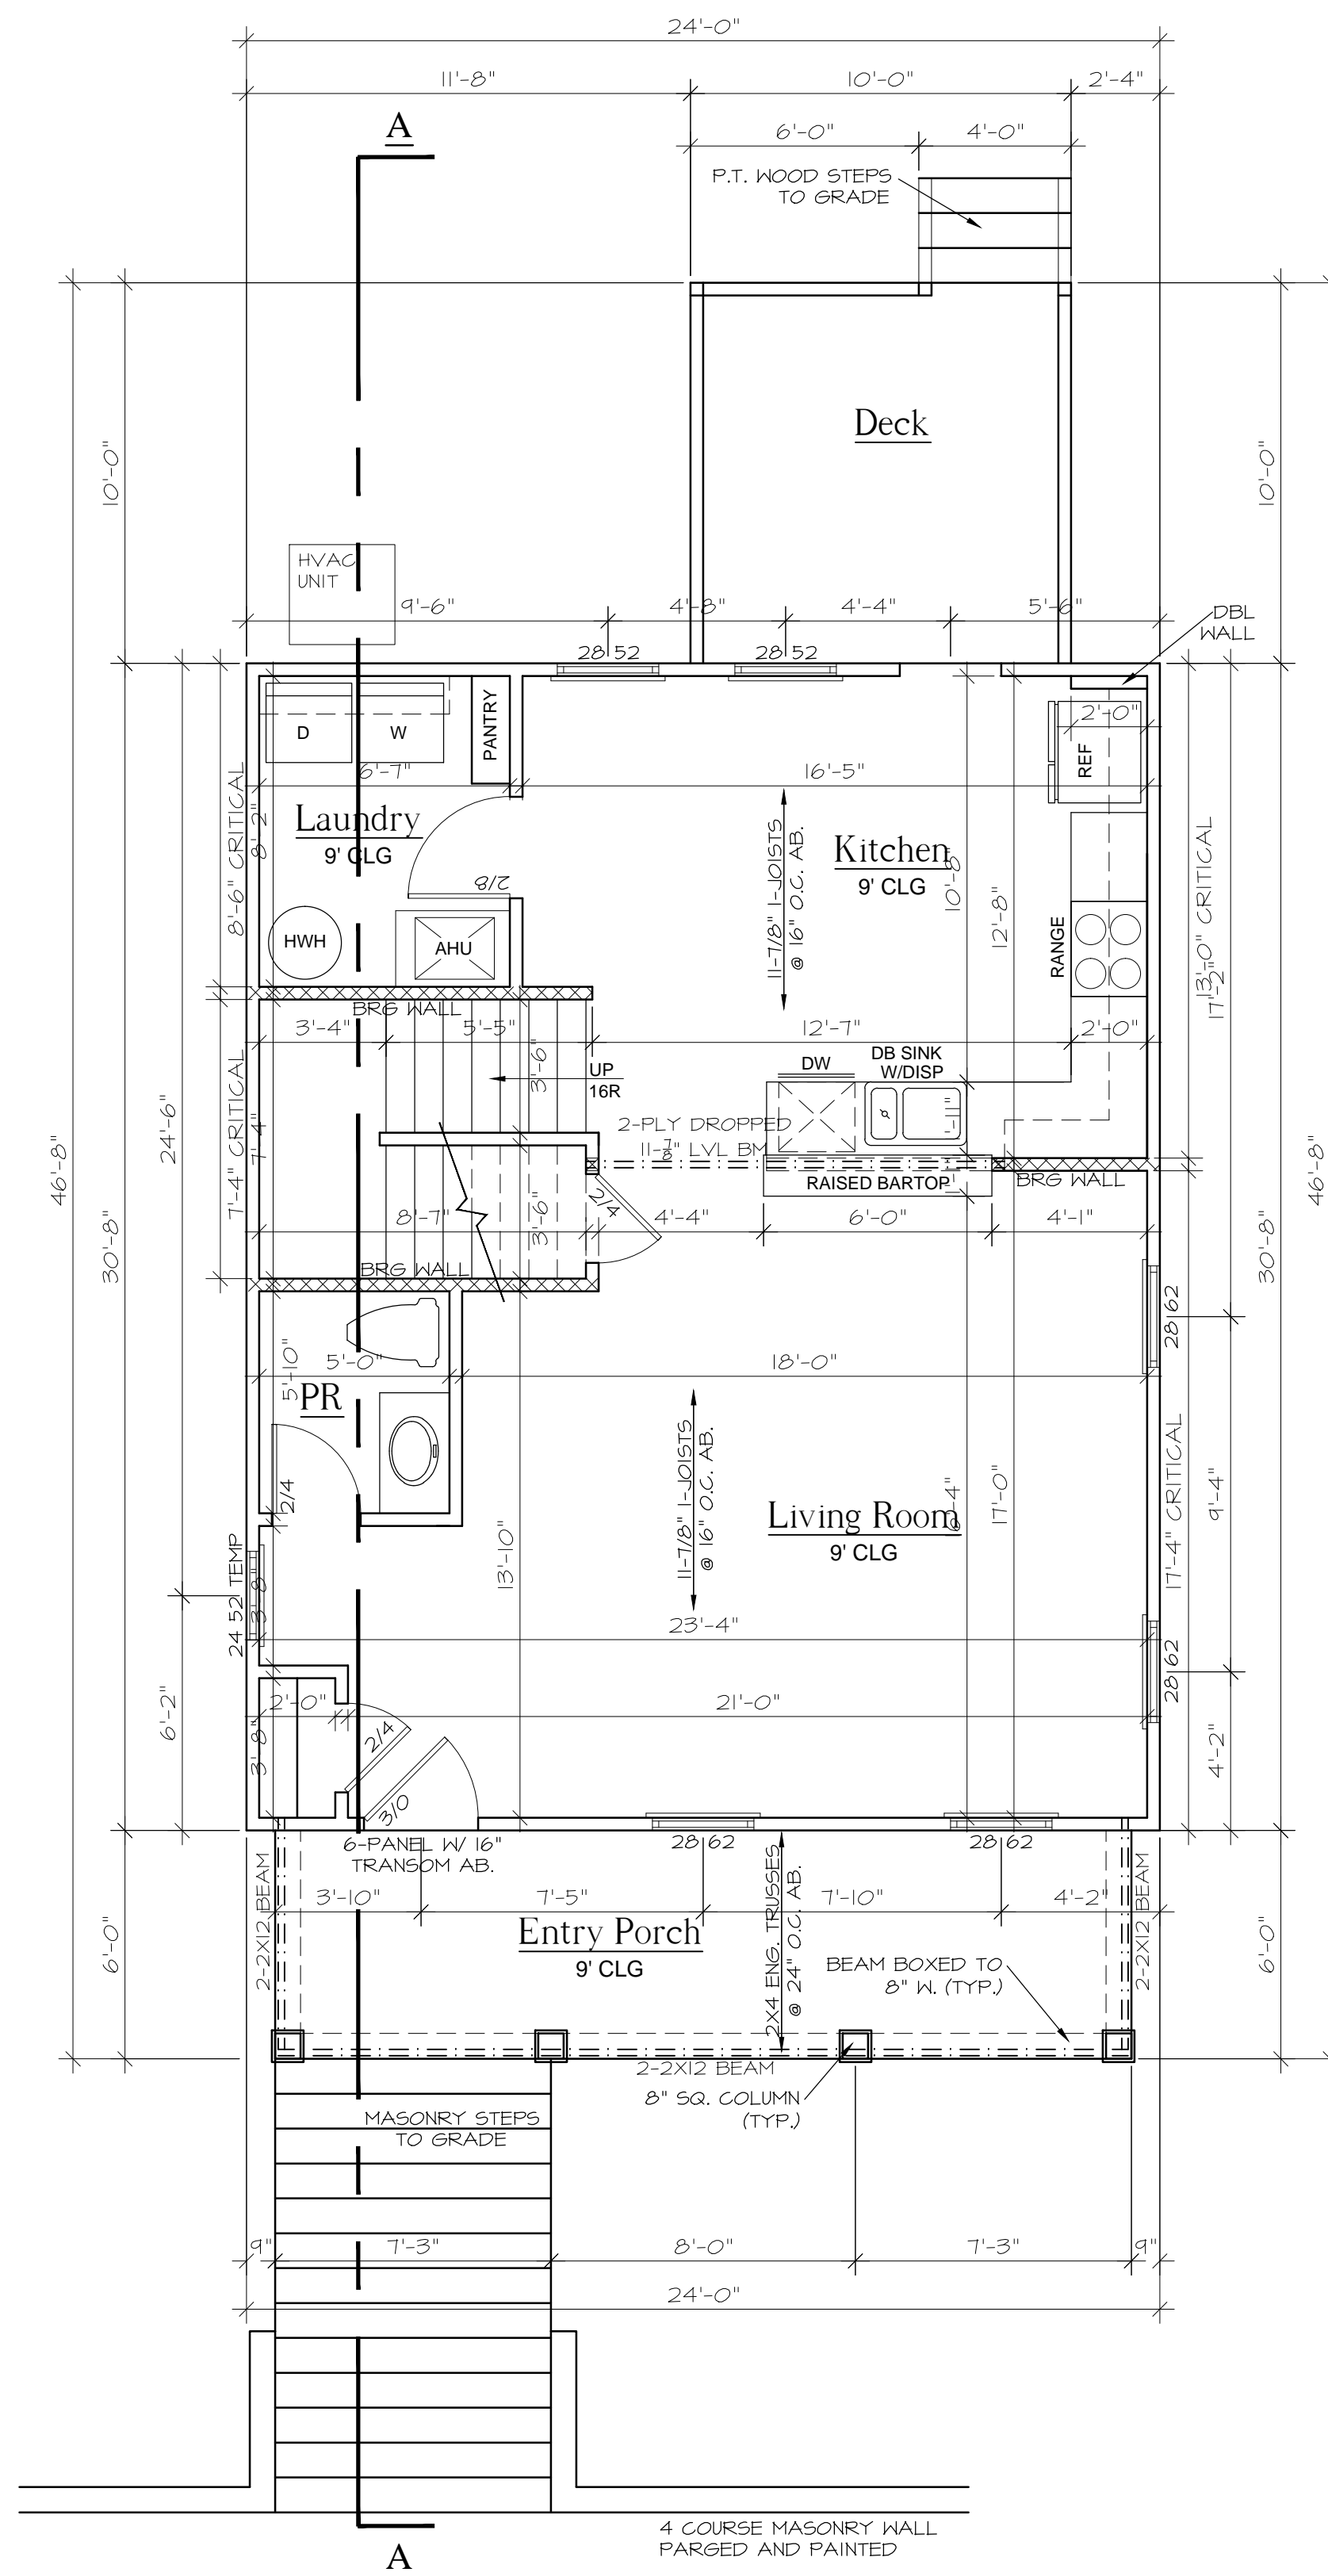 24'-0"
11'-8"
10'-0"
2'-4"
A
6'-0"
4'-0"
P.T. WOOD STEPS
TO GRADE
Deck
10'-0"
10'-0"
HVAC
UNIT
9'-6"
4'-8"
4'-4"
5'-6"
DBL
WALL
28 52
28 52
D
W
PANTRY
2'-0"
REF
6'-7"
16'-5"
8'-6" CRITICAL
8'-2"
Laundry
9' CLG
2/8
11-7/8" I-JOISTS
@ 16" O.C. AB.
Kitchen
9' CLG
10'-8"
12'-8"
13'-0" CRITICAL
17'-2"
HWH
AHU
RANGE
BRG WALL
3'-4"
5'-5"
12'-7"
2'-0"
3'-6"
UP
16R
DW
DB SINK
W/DISP
24'-6"
46'-8"
30'-8"
7'-4" CRITICAL
7'-4"
2-PLY DROPPED
11-7/8" LVL BM
1'-11"
RAISED BARTOP
BRG WALL
46'-8"
30'-8"
8'-7"
3'-6"
2/4
4'-4"
6'-0"
4'-1"
BRG WALL
28 62
5'-10"
5'-0"
18'-0"
PR
2/4
11-7/8" I-JOISTS
@ 16" O.C. AB.
13'-10"
Living Room
9' CLG
17'-0"
17'-4" CRITICAL
9'-4"
24 52 TEMP
3'-8"
23'-4"
28 62
6'-2"
2'-0"
21'-0"
3'-8"
2/4
3/0
4'-2"
6-PANEL W/ 16"
TRANSOM AB.
28 62
28 62
2-2X12 BEAM
3'-10"
7'-5"
7'-10"
4'-2"
2-2X12 BEAM
6'-0"
Entry Porch
9' CLG
2X4 ENG. TRUSSES
@ 24" O.C. AB.
BEAM BOXED TO
8" W. (TYP.)
6'-0"
2-2X12 BEAM
8" SQ. COLUMN
(TYP.)
MASONRY STEPS
TO GRADE
9"
7'-3"
8'-0"
7'-3"
9"
24'-0"
4 COURSE MASONRY WALL
PARGED AND PAINTED
A